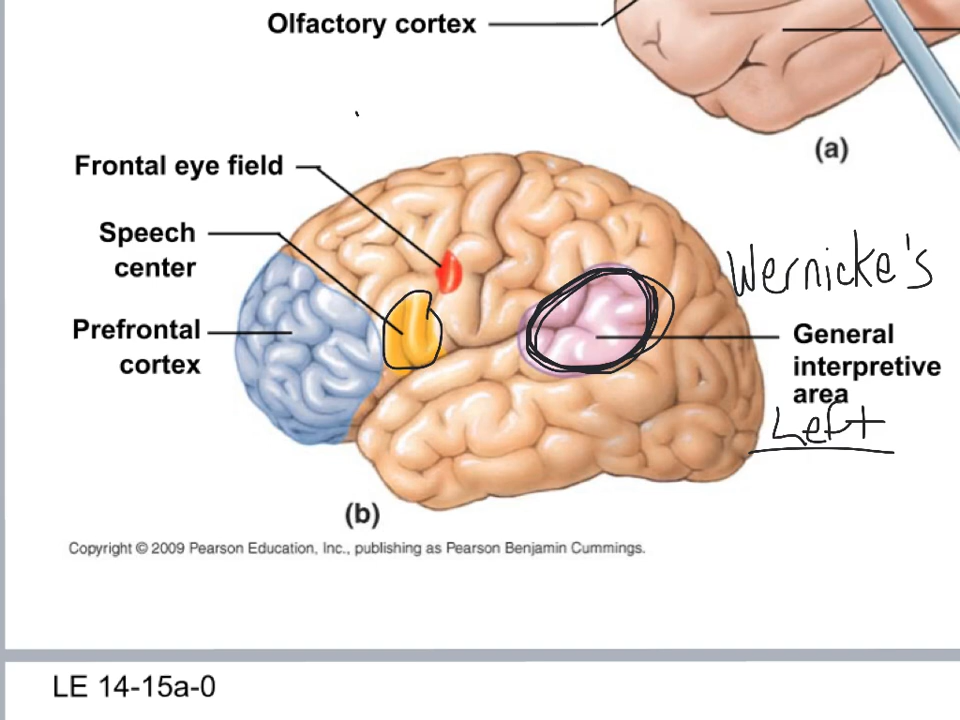 Olfactory cortex
(a)
Frontal eye field
Speech
center
Wernicke's
Prefrontal
cortex
General
interpretive
area
Left
(b)
Copyright © 2009 Pearson Education, Inc., publishing as Pearson Benjamin Cummings.
LE 14-15a-0